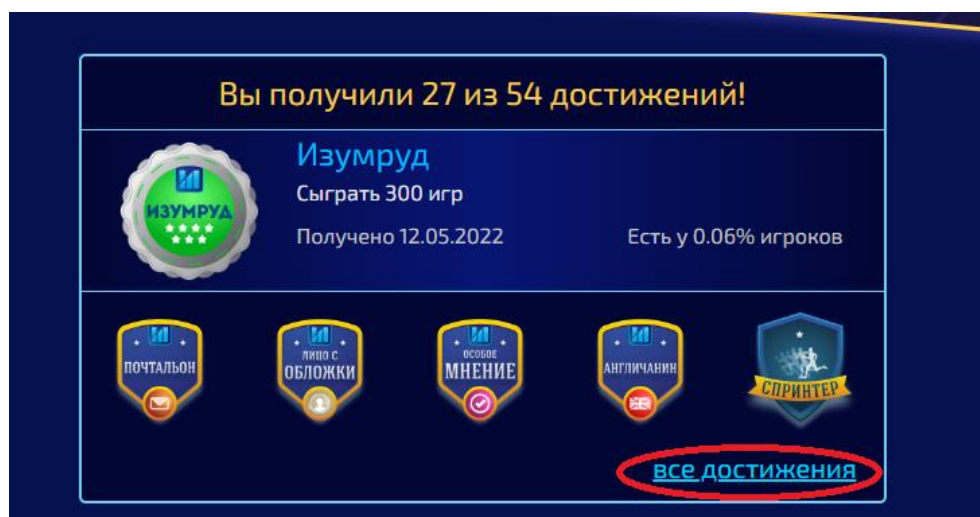 Вы получили 27 из 54 достижений!
Изумруд
Сыграть 300 игр
Получено 12.05.2022
Есть у 0.06% игроков
ИЗУМРУД
ПОЧТАЛЬОН
ЛИЦО С
ОБЛОЖКИ
ОСОБОЕ
МНЕНИЕ
АНГЛИЧАНИН
СПРИНТЕР
все достижения